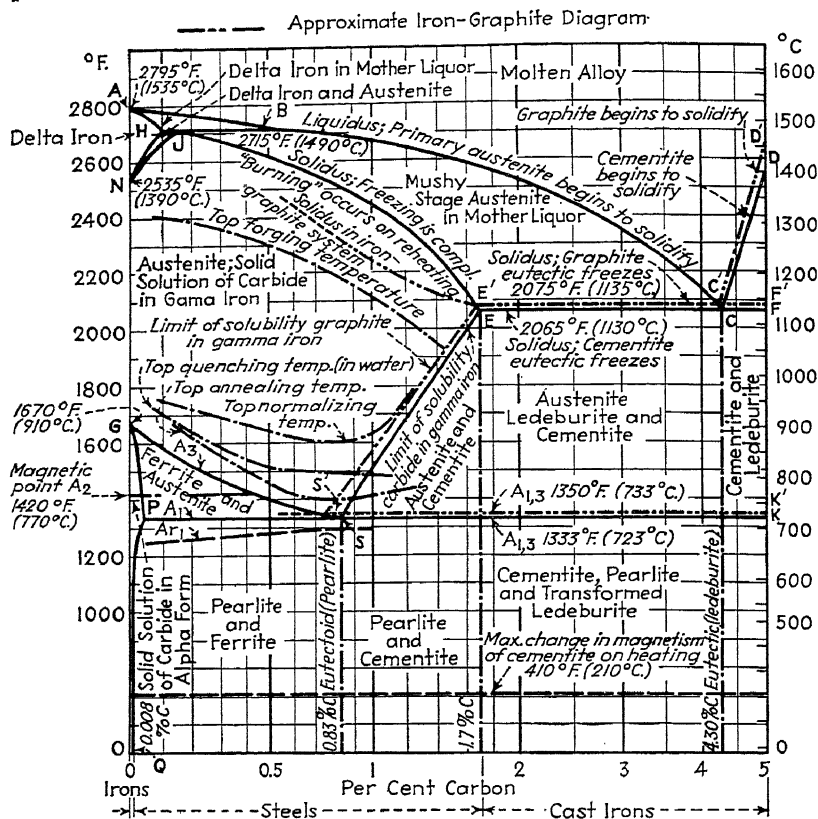 Approximate Iron-Graphite Diagram
°F.
°C
A
2795°F.
(1535°C.)
Delta Iron in Mother Liquor
Delta Iron and Austenite
Molten Alloy
Graphite begins to solidify
B
Liquidus; Primary austenite begins to solidify
H
J
Delta Iron
N
2715°F. (1490°C.)
2535°F.
(1390°C.)
Solidus; Freezing is compl.
"Burning" occurs on reheating
Solidus in iron
graphite system
Top forging temperature
Mushy
Stage Austenite
in Mother Liquor
Cementite
begins to
solidify
D'
D
Austenite; Solid
Solution of Carbide
in Gama Iron
Solidus; Graphite
eutectic freezes
2075°F. (1135°C.)
E'
E
C'
C
F'
F
2065°F. (1130°C.)
Solidus; Cementite
eutectic freezes
Limit of solubility graphite
in gamma iron
Top quenching temp. (in water)
Top annealing temp.
Top normalizing
temp.
Limit of solubility
carbide in gamma iron
Austenite and
Cementite
Austenite
Ledeburite and
Cementite
Cementite and
Ledeburite
1670°F.
(910°C.)
G
A3
Ferrite and
Austenite
Magnetic
point A2
1420°F.
(770°C.)
P
A1
Ar1
S'
S
A1,3 1350°F. (733°C)
K'
K
A1,3 1333°F. (723°C)
Solid Solution
of Carbide in
Alpha Form
Pearlite
and
Ferrite
Eutectoid (Pearlite)
Pearlite
and
Cementite
Cementite, Pearlite
and Transformed
Ledeburite
Eutectic (ledeburite)
Max. change in magnetism
of cementite on heating
410°F. (210°C.)
0.008
%C
Q
0.83%C
1.7%C
4.30%C
2800
2600
2400
2200
2000
1800
1600
1200
1000
0
1600
1500
1400
1300
1200
1100
1000
900
800
700
600
500
0
0
0.5
1
2
3
4
5
Per Cent Carbon
Irons
Steels
Cast Irons